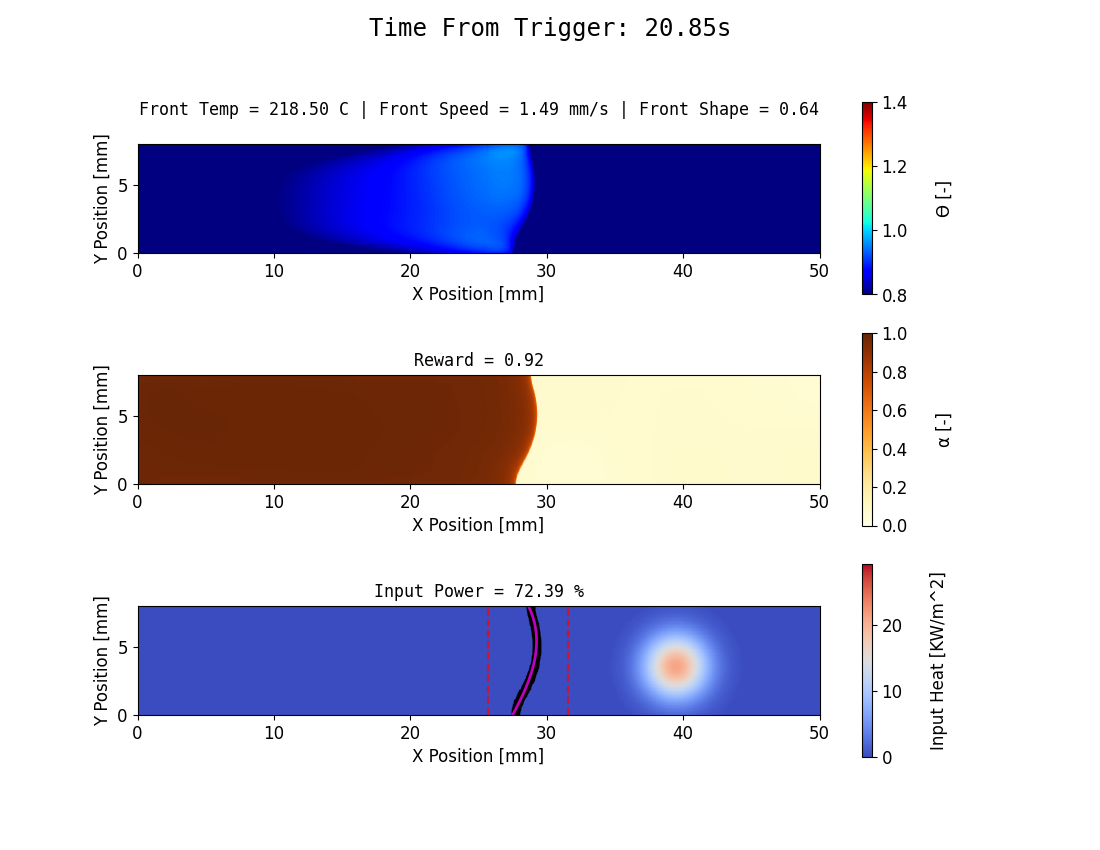 Time From Trigger: 20.85s
Front Temp = 218.50 C | Front Speed = 1.49 mm/s | Front Shape = 0.64
Y Position [mm]
5
0
0 10 20 30 40 50
X Position [mm]
1.4
1.2
1.0
0.8
Θ [-]
Reward = 0.92
Y Position [mm]
5
0
0 10 20 30 40 50
X Position [mm]
1.0
0.8
0.6
0.4
0.2
0.0
α [-]
Input Power = 72.39 %
Y Position [mm]
5
0
0 10 20 30 40 50
X Position [mm]
20
10
0
Input Heat [KW/m^2]